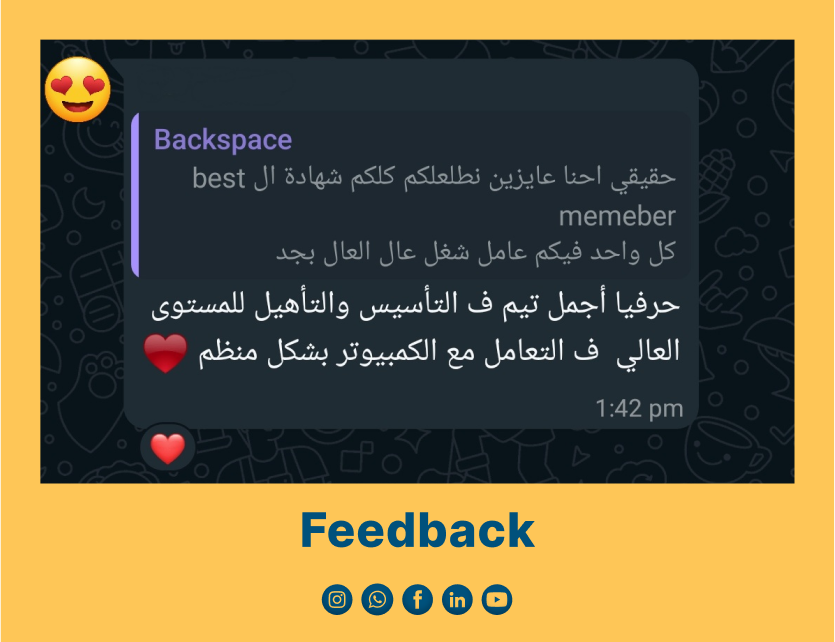 Backspace
حقيقي احنا عايزين نطلعلكم كلكم شهادة ال best
memeber
كل واحد فيكم عامل شغل عال العال بجد
حرفيا أجمل تيم ف التأسيس والتأهيل للمستوى
العالي ف التعامل مع الكمبيوتر بشكل منظم ❤️
1:42 pm
Feedback